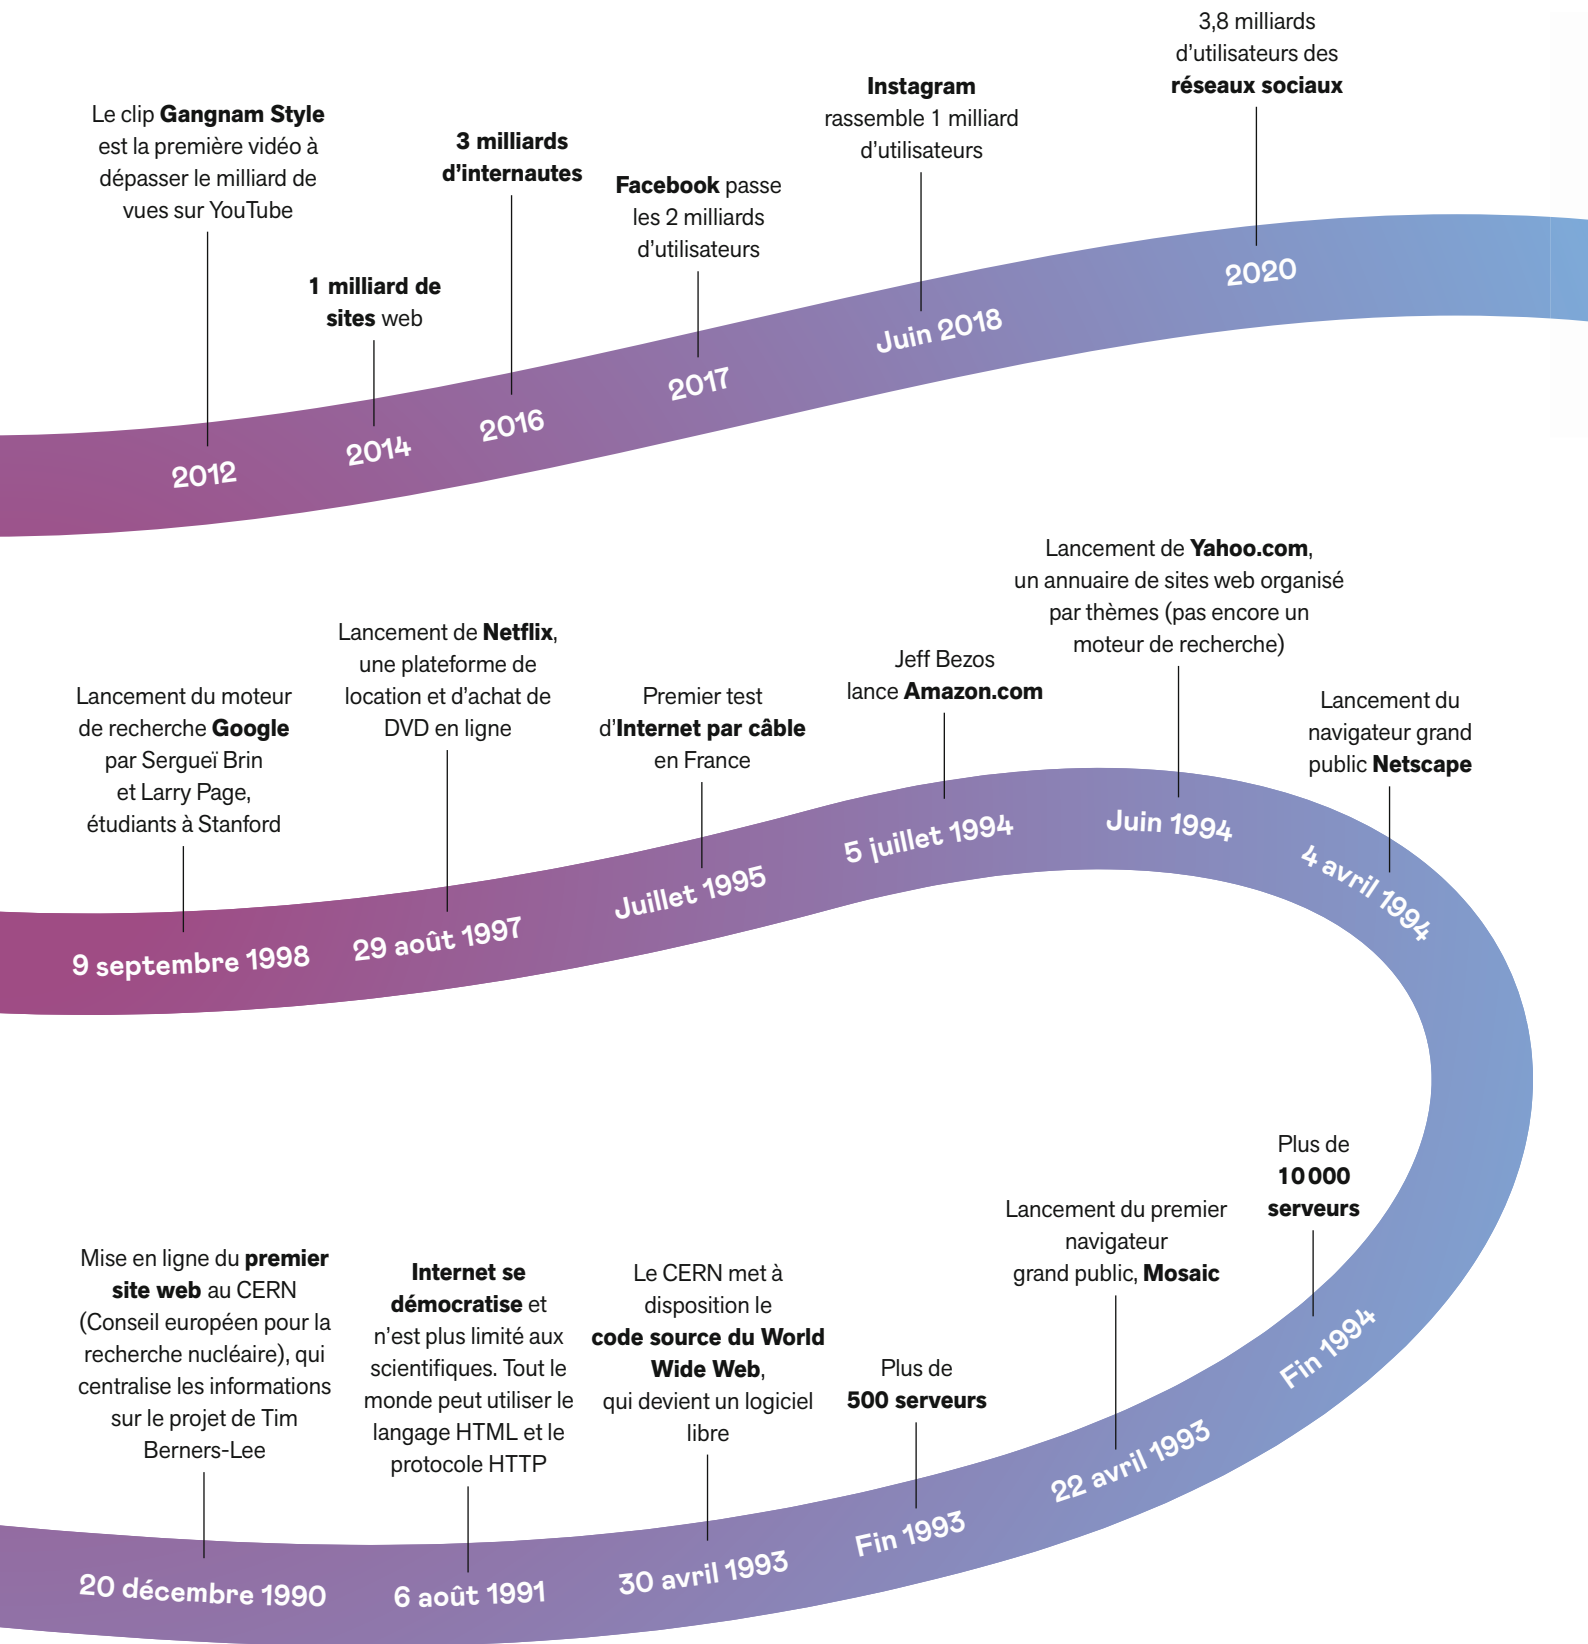 Le clip Gangnam Style
est la première vidéo à
dépasser le milliard de
vues sur YouTube
2012
1 milliard de
sites web
2014
3 milliards
d'internautes
2016
Facebook passe
les 2 milliards
d'utilisateurs
2017
Instagram
rassemble 1 milliard
d'utilisateurs
Juin 2018
3,8 milliards
d'utilisateurs des
réseaux sociaux
2020
Lancement du moteur
de recherche Google
par Sergueï Brin
et Larry Page,
étudiants à Stanford
9 septembre 1998
Lancement de Netflix,
une plateforme de
location et d'achat de
DVD en ligne
29 août 1997
Premier test
d'Internet par câble
en France
Juillet 1995
Jeff Bezos
lance Amazon.com
5 juillet 1994
Lancement de Yahoo.com,
un annuaire de sites web organisé
par thèmes (pas encore un
moteur de recherche)
Juin 1994
Lancement du
navigateur grand
public Netscape
4 avril 1994
Mise en ligne du premier
site web au CERN
(Conseil européen pour la
recherche nucléaire), qui
centralise les informations
sur le projet de Tim
Berners-Lee
20 décembre 1990
Internet se
démocratise et
n'est plus limité aux
scientifiques. Tout le
monde peut utiliser le
langage HTML et le
protocole HTTP
6 août 1991
Le CERN met à
disposition le
code source du World
Wide Web,
qui devient un logiciel
libre
30 avril 1993
Plus de
500 serveurs
Fin 1993
Lancement du premier
navigateur
grand public, Mosaic
22 avril 1993
Plus de
10 000
serveurs
Fin 1994